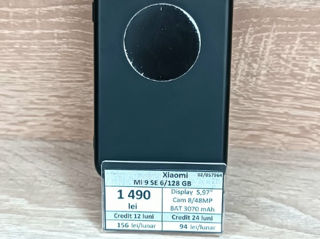 Xiaomi
Mi 9 SE 6/128 GB
1 490
lei
Display 5,97"
Cam 8/48MP
BAT 3070 mAh
Credit 12 luni
Credit 24 luni
156 lei/lunar
94 lei/lunar